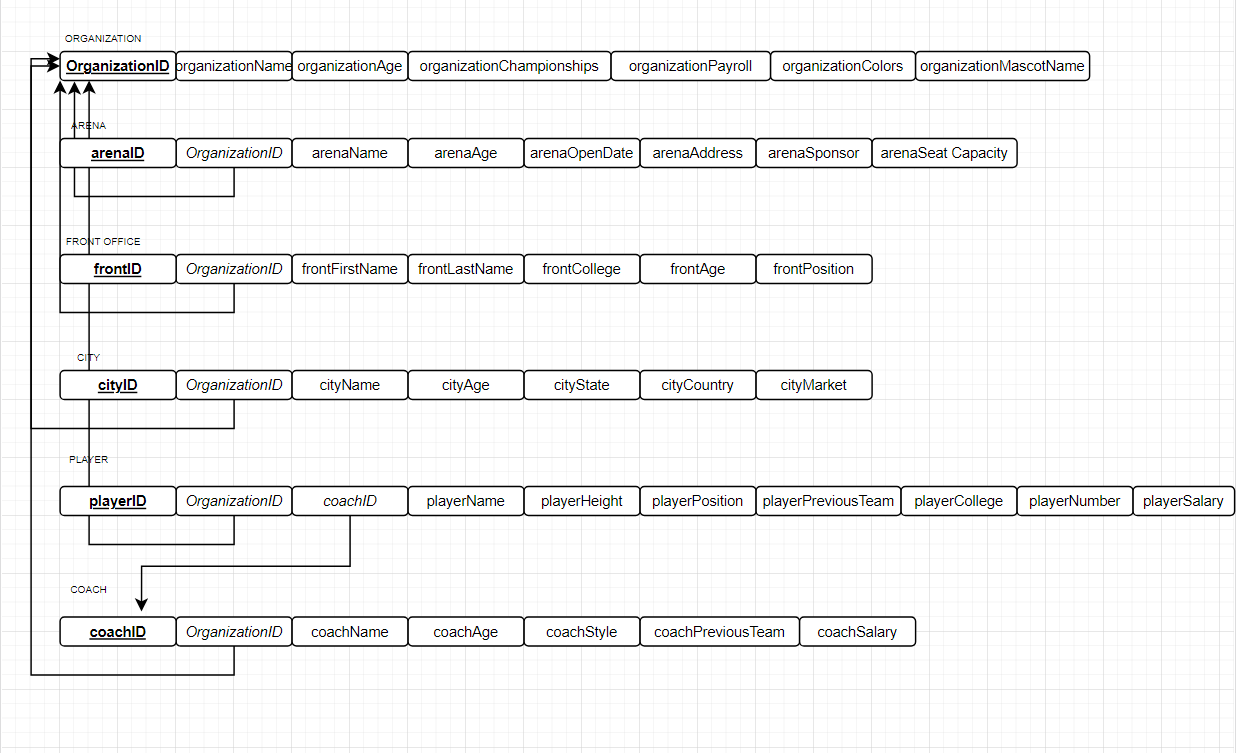 ORGANIZATION
OrganizationID organizationName organizationAge organizationChampionships organizationPayroll organizationColors organizationMascotName
ARENA
arenaID OrganizationID arenaName arenaAge arenaOpenDate arenaAddress arenaSponsor arenaSeat Capacity
FRONT OFFICE
frontID OrganizationID frontFirstName frontLastName frontCollege frontAge frontPosition
CITY
cityID OrganizationID cityName cityAge cityState cityCountry cityMarket
PLAYER
playerID OrganizationID coachID playerName playerHeight playerPosition playerPreviousTeam playerCollege playerNumber playerSalary
COACH
coachID OrganizationID coachName coachAge coachStyle coachPreviousTeam coachSalary